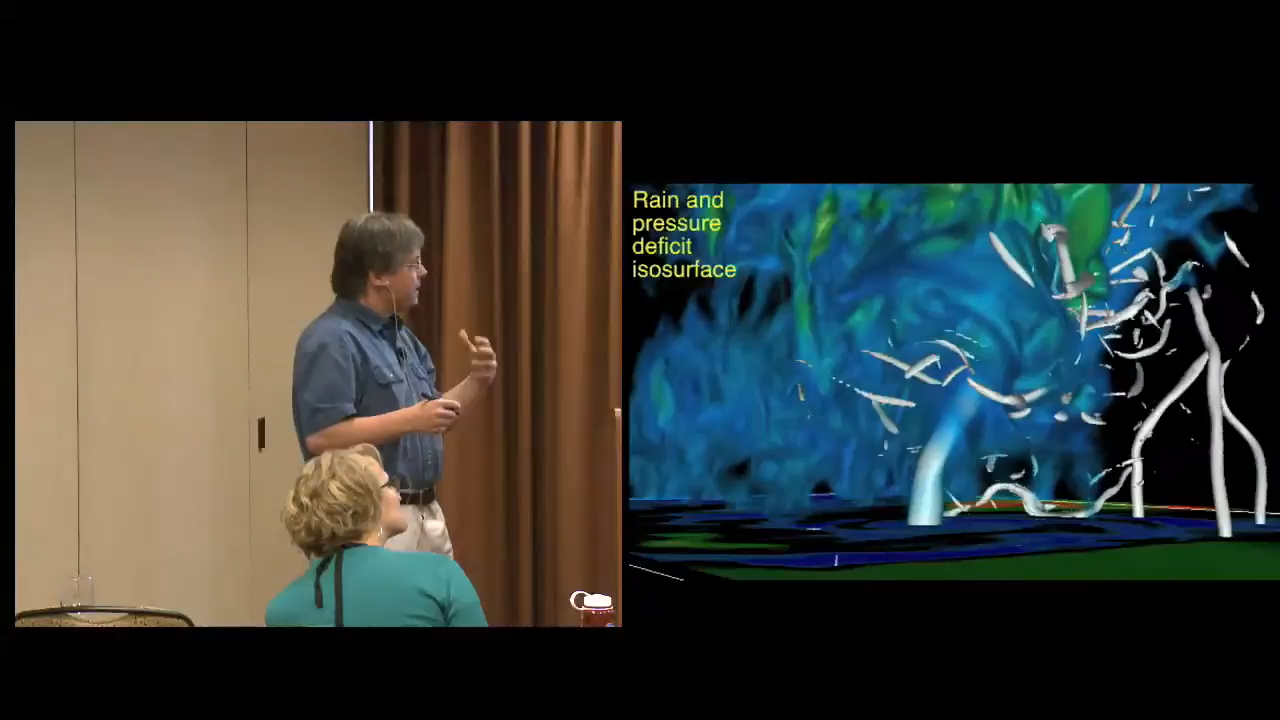 Rain and
pressure
deficit
isosurface